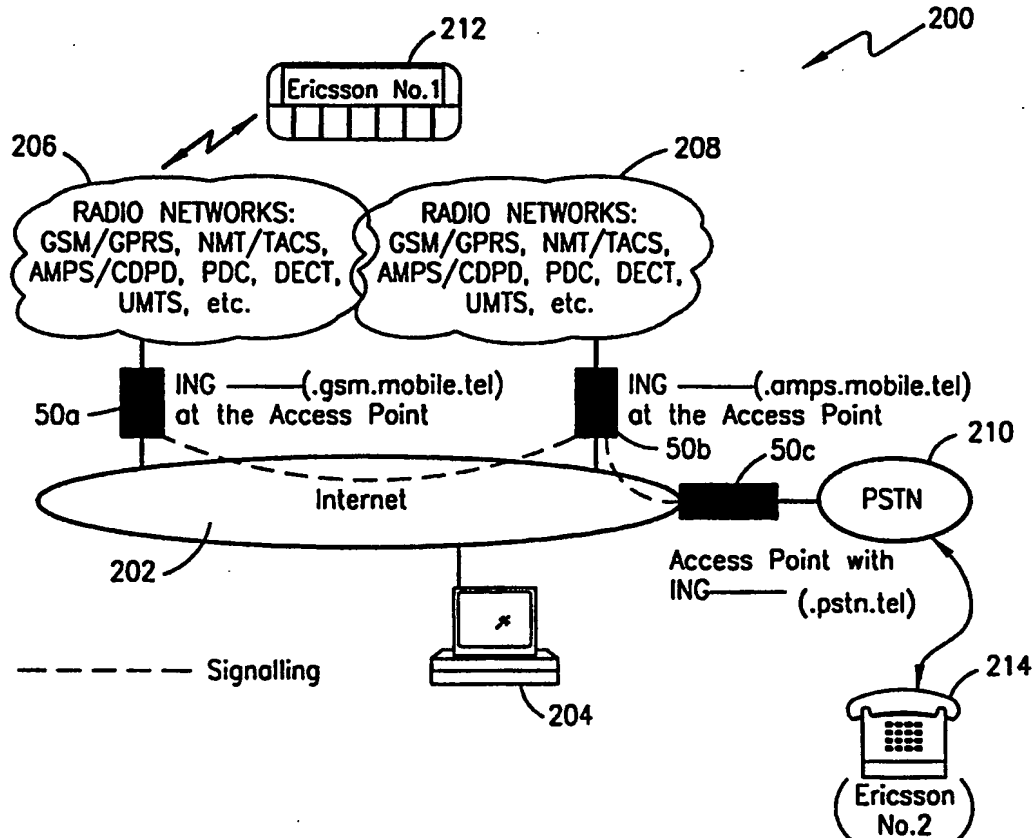 200
212
Ericsson No.1
206
208
RADIO NETWORKS:
GSM/GPRS, NMT/TACS,
AMPS/CDPD, PDC, DECT,
UMTS, etc.
RADIO NETWORKS:
GSM/GPRS, NMT/TACS,
AMPS/CDPD, PDC, DECT,
UMTS, etc.
50a
ING (.gsm.mobile.tel)
at the Access Point
ING (.amps.mobile.tel)
at the Access Point
50b
50c
210
Internet
PSTN
202
Access Point with
ING (.pstn.tel)
Signalling
204
214
(Ericsson
No.2)